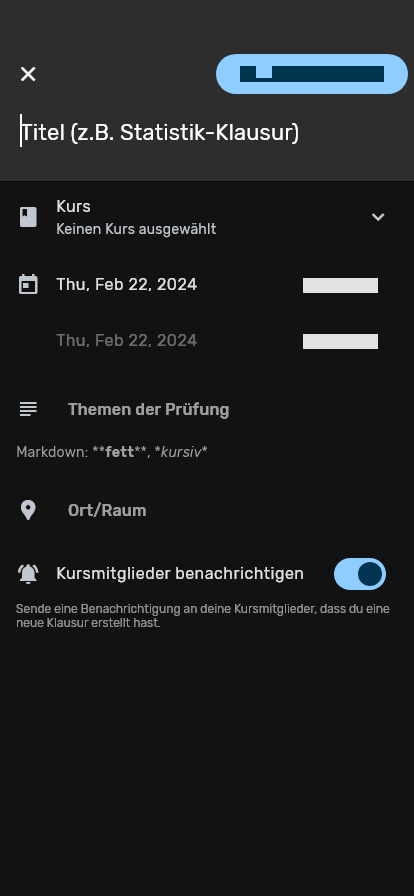 Titel (z.B. Statistik-Klausur)
Kurs
Keinen Kurs ausgewählt
Thu, Feb 22, 2024
Thu, Feb 22, 2024
Themen der Prüfung
Markdown: **fett**, *kursiv*
Ort/Raum
Kursmitglieder benachrichtigen
Sende eine Benachrichtigung an deine Kursmitglieder, dass du eine
neue Klausur erstellt hast.